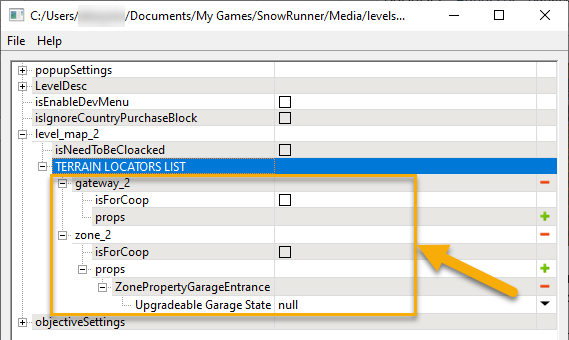 C:/Users/ /Documents/My Games/SnowRunner/Media/levels...
File Help
popupSettings
LevelDesc
isEnableDevMenu
isIgnoreCountryPurchaseBlock
level_map_2
isNeedToBeCloacked
TERRAIN LOCATORS LIST
gateway_2
isForCoop
props
zone_2
isForCoop
props
ZonePropertyGarageEntrance
Upgradeable Garage State null
objectiveSettings